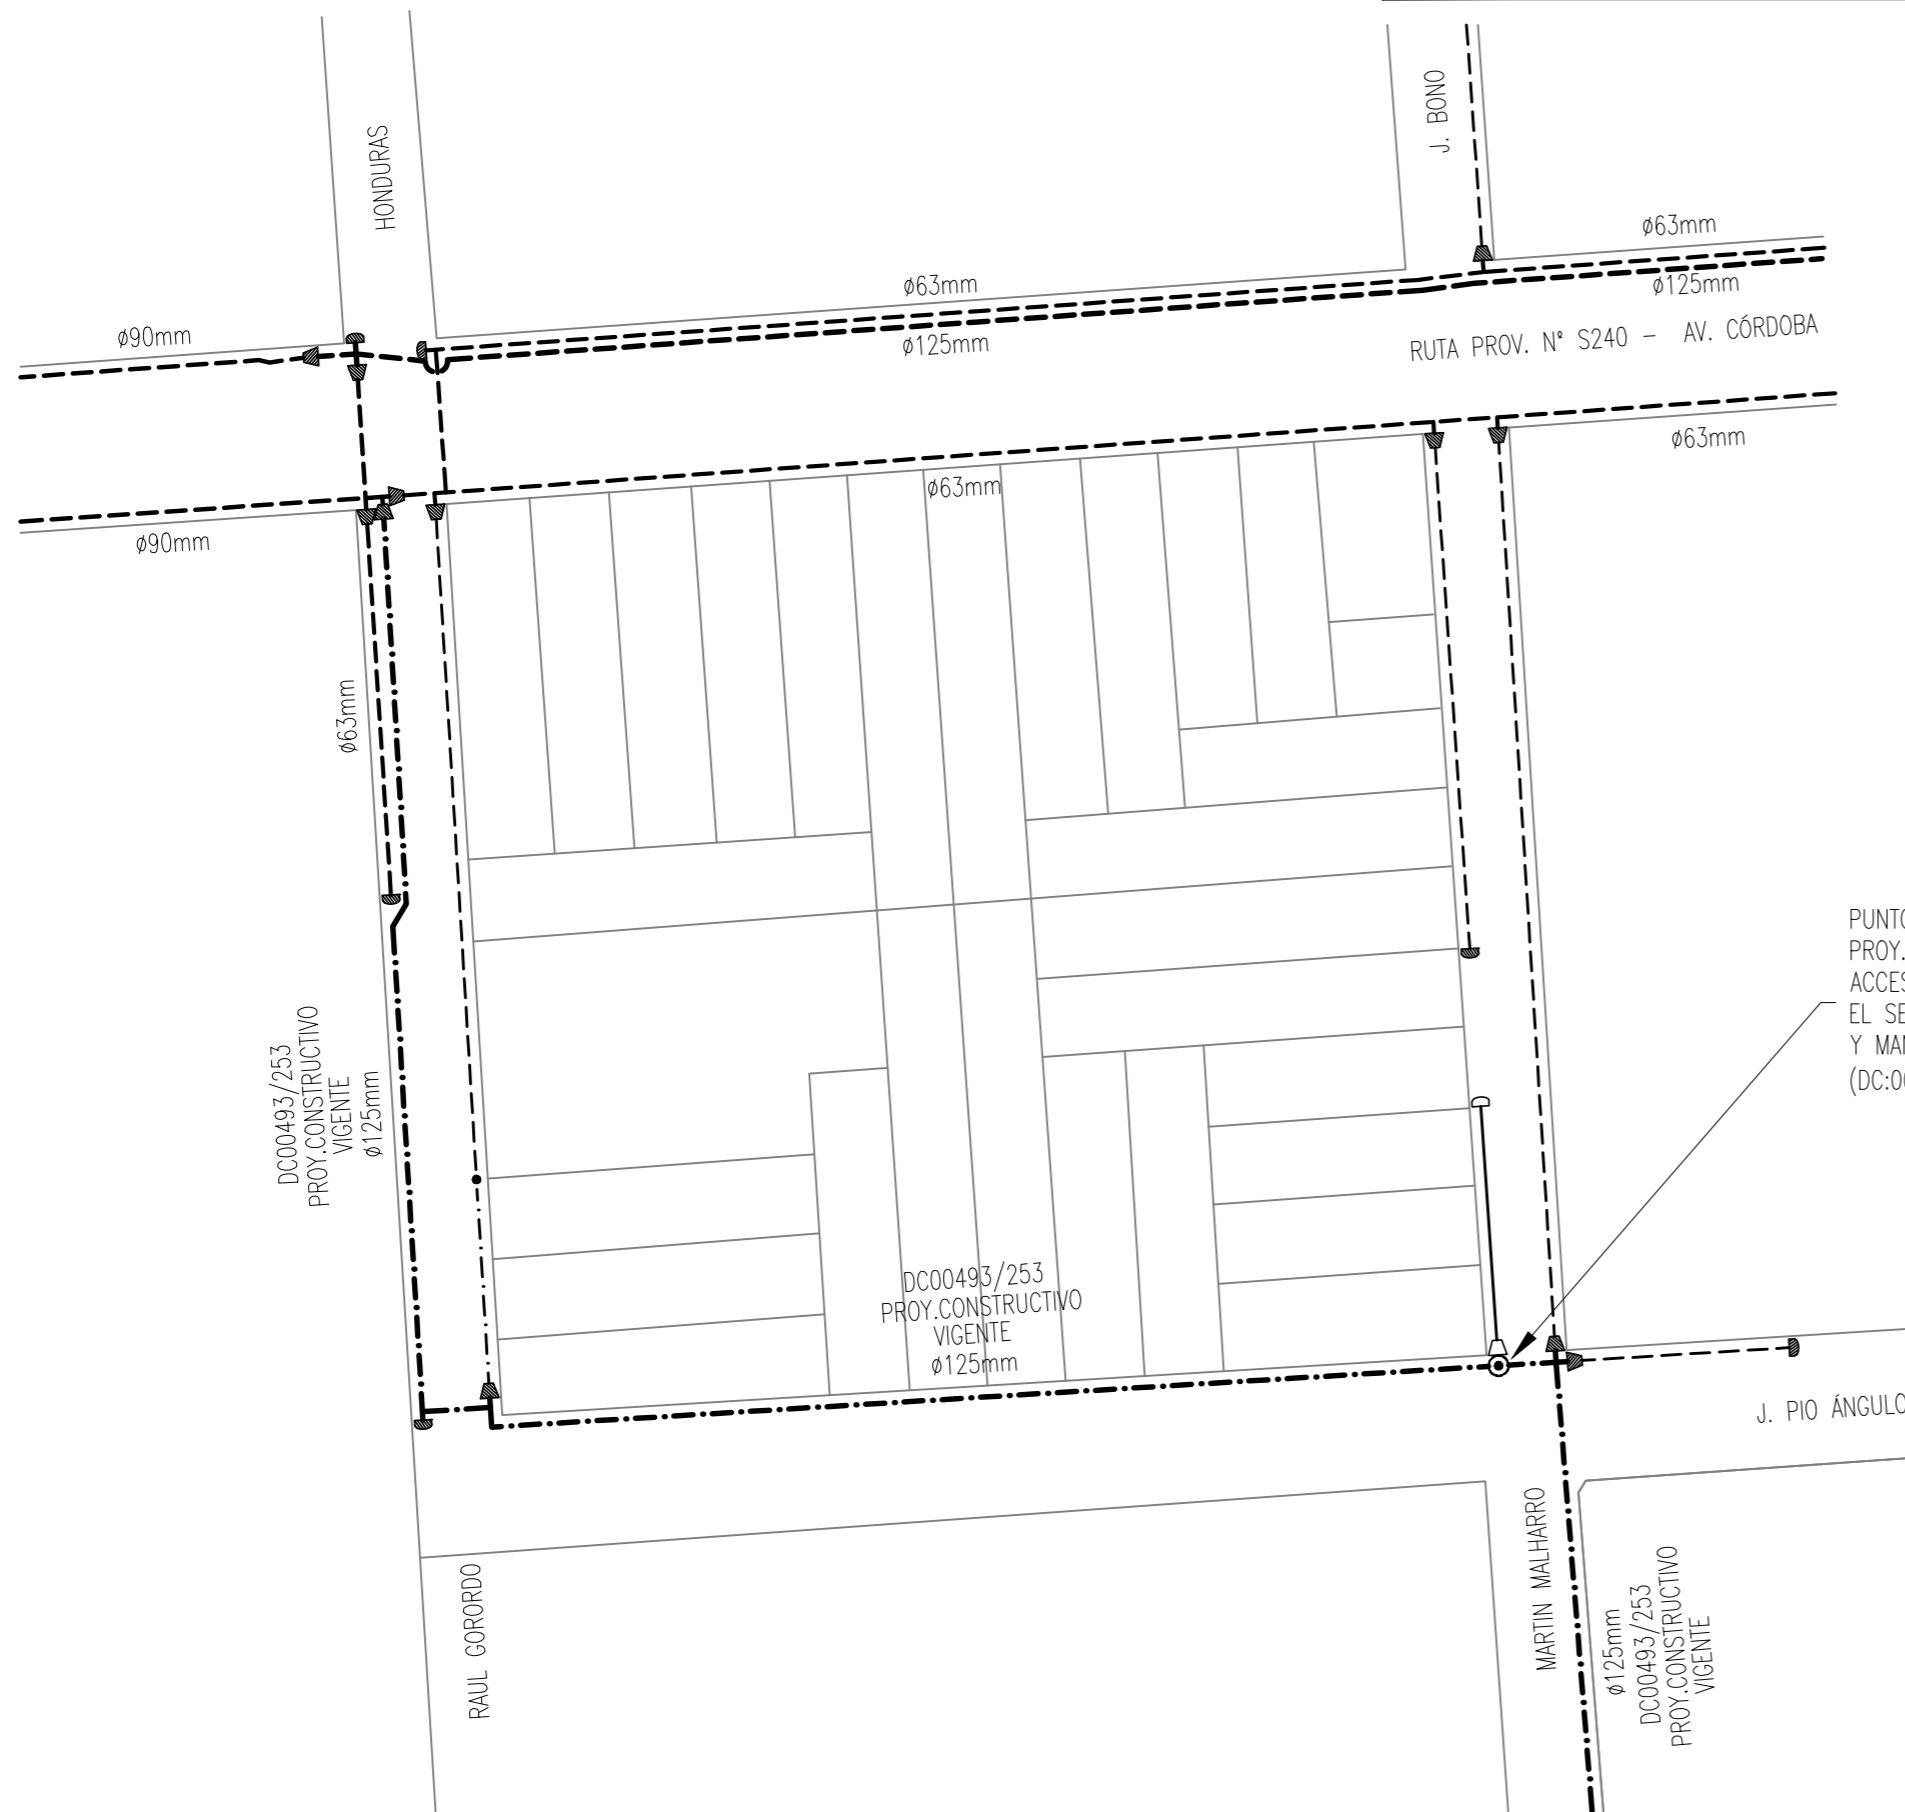 HONDURAS
J. BONO
ø63mm
ø63mm
ø125mm
ø90mm
ø125mm
RUTA PROV. N° S240 - AV. CÓRDOBA
ø63mm
ø63mm
ø90mm
ø63mm
PROY.
Y
DC00493/253
PROY.CONSTRUCTIVO
VIGENTE
ø125mm
DC00493/253
PROY.CONSTRUCTIVO
VIGENTE
ø125mm
J. PIO ÁNGULO
RAUL GORORDO
MARTIN MALHARRO
ø125mm
DC00493/253
PROY.CONSTRUCTIVO
VIGENTE